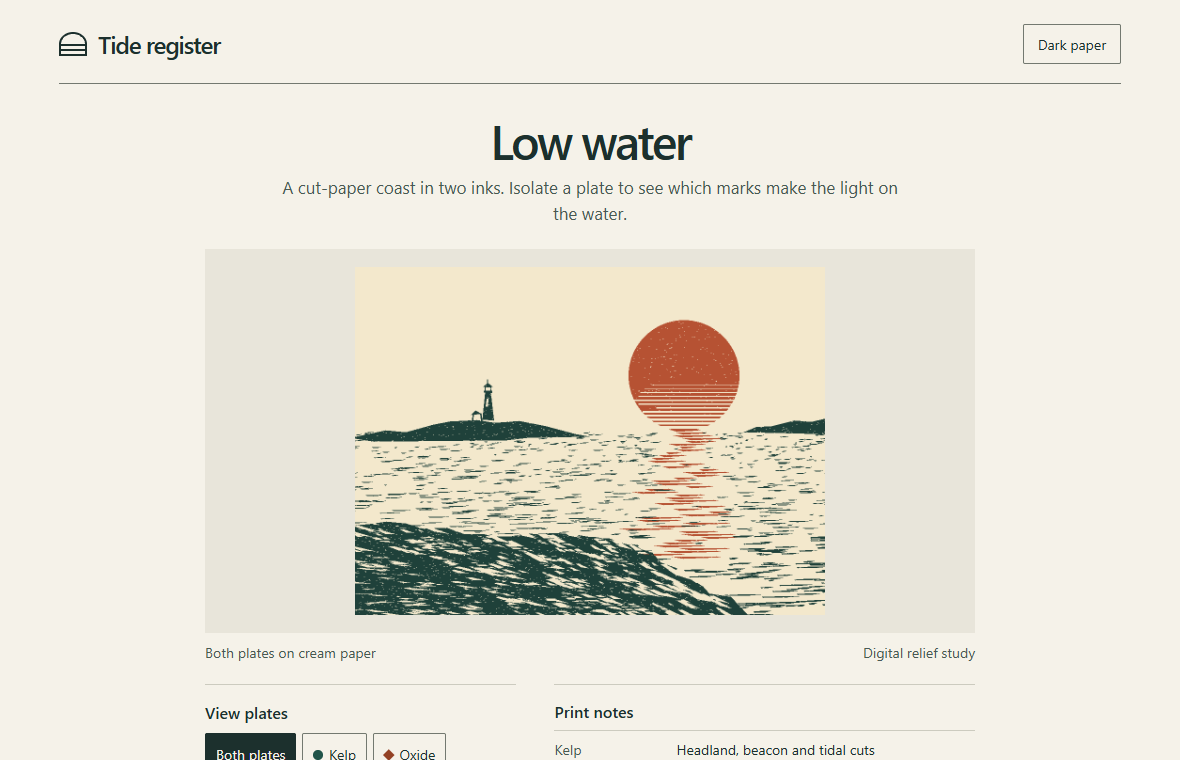 Tide register
Dark paper
Low water
A cut-paper coast in two inks. Isolate a plate to see which marks make the light on
the water.
Both plates on cream paper
Digital relief study
View plates
Print notes
Both plates
Kelp
Oxide
Kelp
Headland, beacon and tidal cuts